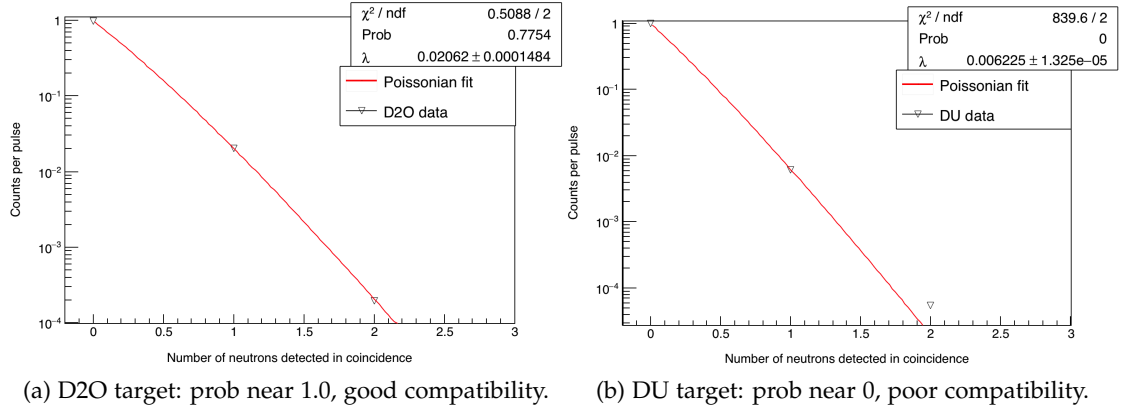 χ² / ndf 0.5088 / 2
Prob 0.7754
λ 0.02062 ± 0.0001484
Poissonian fit
D2O data
Counts per pulse
1
10⁻¹
10⁻²
10⁻³
10⁻⁴
0 0.5 1 1.5 2 2.5 3
Number of neutrons detected in coincidence
(a) D2O target: prob near 1.0, good compatibility.
χ² / ndf 839.6 / 2
Prob 0
λ 0.006225 ± 1.325e−05
Poissonian fit
DU data
Counts per pulse
1
10⁻¹
10⁻²
10⁻³
10⁻⁴
0 0.5 1 1.5 2 2.5 3
Number of neutrons detected in coincidence
(b) DU target: prob near 0, poor compatibility.